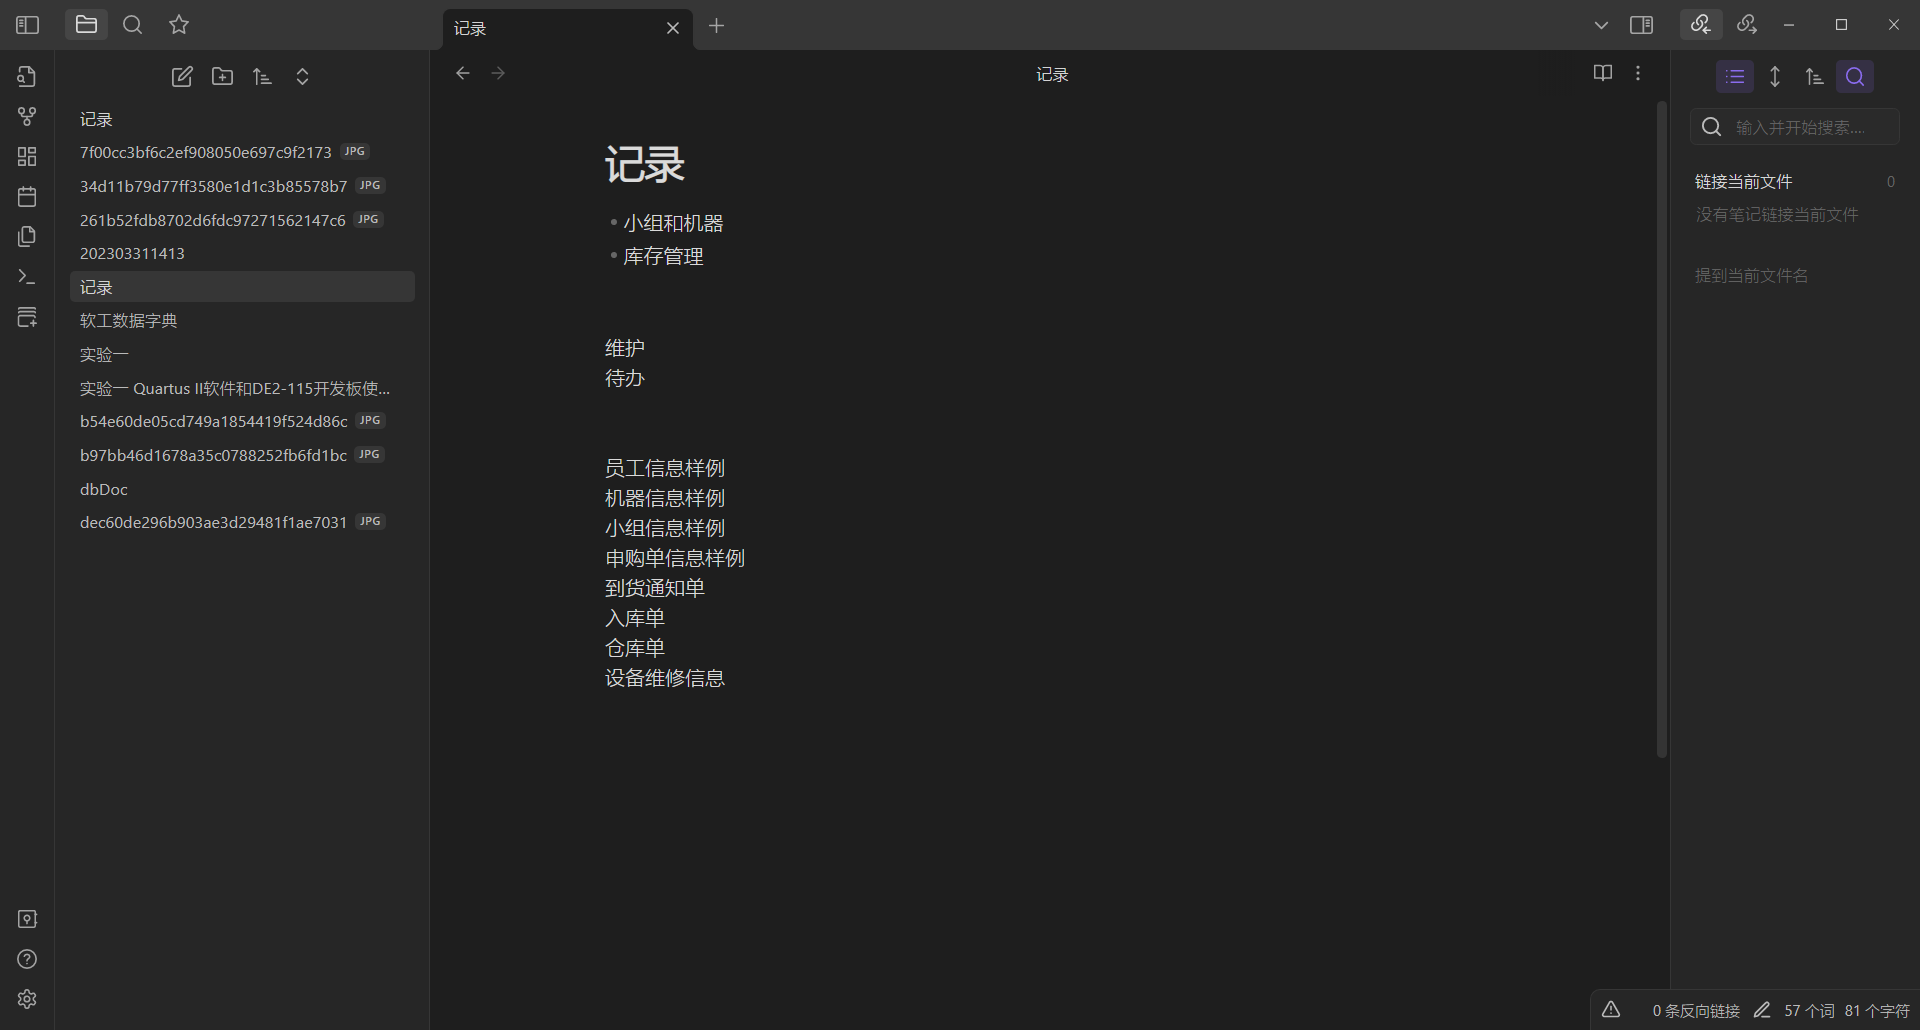 记录
记录
记录
7f00cc3bf6c2ef908050e697c9f2173 JPG
34d11b79d77ff3580e1d1c3b85578b7 JPG
261b52fdb8702d6fdc97271562147c6 JPG
202303311413
记录
软工数据字典
实验一
实验一 Quartus II软件和DE2-115开发板使...
b54e60de05cd749a1854419f524d86c JPG
b97bb46d1678a35c0788252fb6fd1bc JPG
dbDoc
dec60de296b903ae3d29481f1ae7031 JPG
记录
• 小组和机器
• 库存管理
维护
待办
员工信息样例
机器信息样例
小组信息样例
申购单信息样例
到货通知单
入库单
仓库单
设备维修信息
输入并开始搜索....
链接当前文件 0
没有笔记链接当前文件
提到当前文件名
0 条反向链接 57 个词 81 个字符